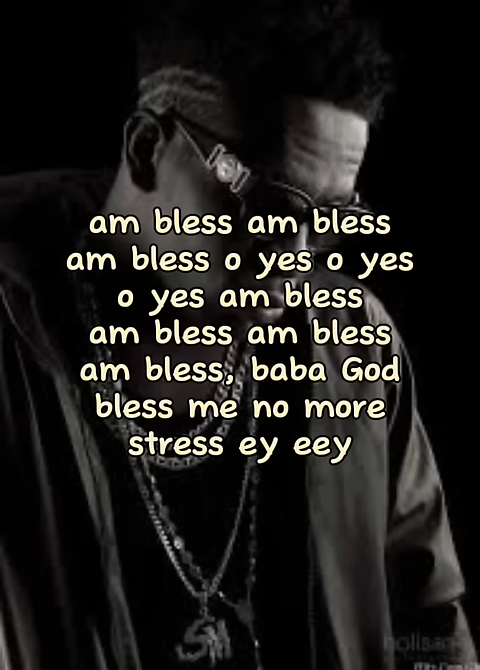 am bless am bless
am bless o yes o yes
o yes am bless
am bless am bless
am bless, baba God
bless me no more
stress ey eey